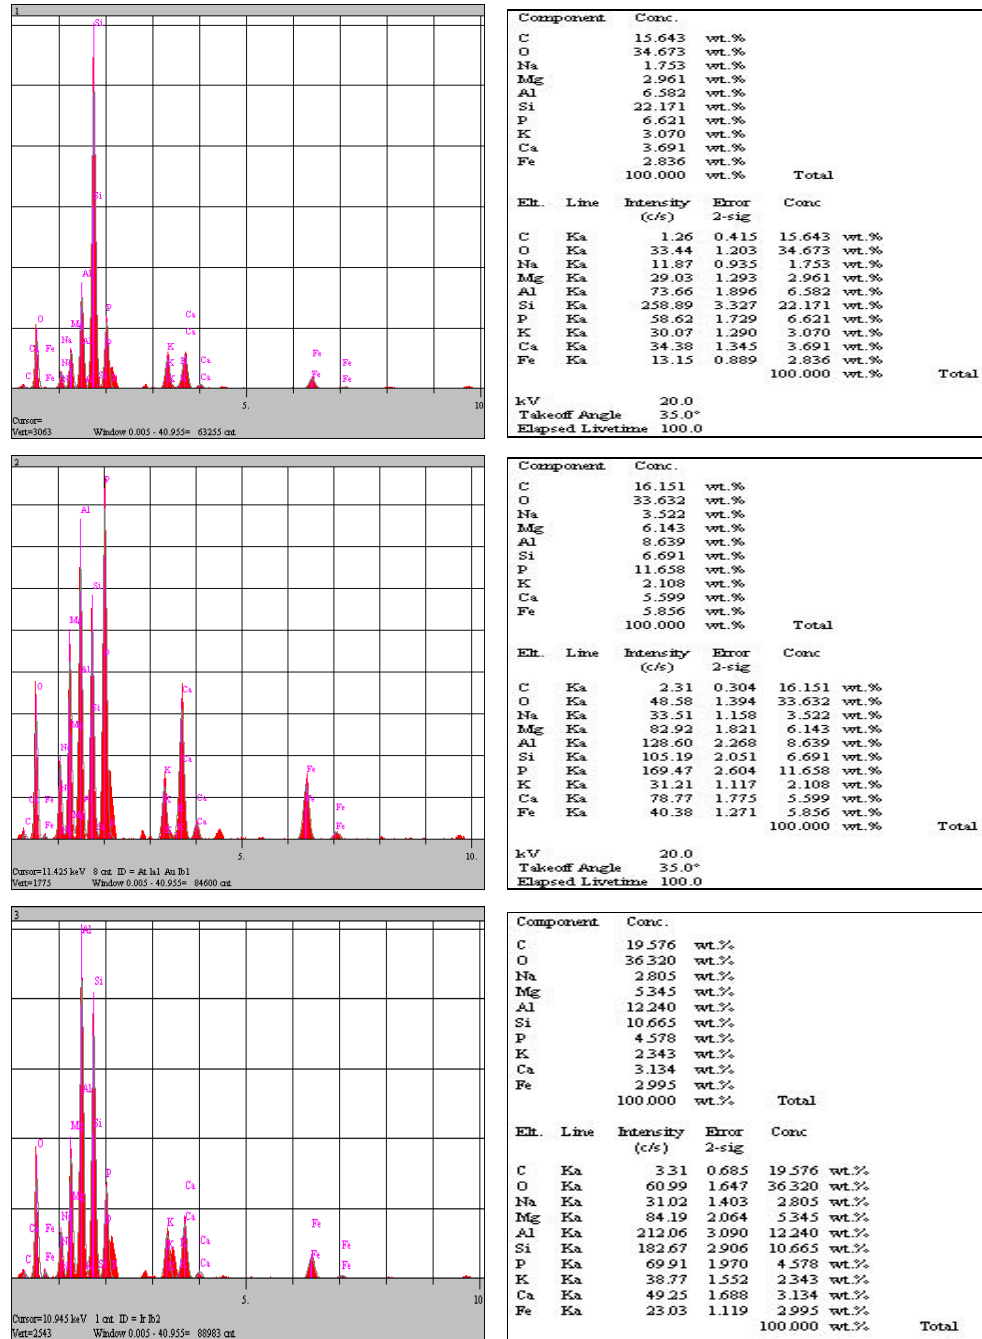 1
Si
Si
Al
P
O
Fe
Na
Mg
Al
C
C
Fe
Na
Si
P
Ca
Ca
K
K
K
Ca
Ca
Fe
Fe
Fe
Fe
5.
10
Cursor=
Vert=3063 Window 0.005 - 40.955= 63255 cnt
Component Conc.
C 15.643 wt.%
O 34.673 wt.%
Na 1.753 wt.%
Mg 2.961 wt.%
Al 6.582 wt.%
Si 22.171 wt.%
P 6.621 wt.%
K 3.070 wt.%
Ca 3.691 wt.%
Fe 2.836 wt.%
100.000 wt.% Total
Elt. Line Intensity Error Conc
(c/s) 2-sig
C Ka 1.26 0.415 15.643 wt.%
O Ka 33.44 1.203 34.673 wt.%
Na Ka 11.87 0.935 1.753 wt.%
Mg Ka 29.03 1.293 2.961 wt.%
Al Ka 73.66 1.896 6.582 wt.%
Si Ka 258.89 3.327 22.171 wt.%
P Ka 58.62 1.729 6.621 wt.%
K Ka 30.07 1.290 3.070 wt.%
Ca Ka 34.38 1.345 3.691 wt.%
Fe Ka 13.15 0.889 2.836 wt.%
100.000 wt.% Total
kV 20.0
Takeoff Angle 35.0°
Elapsed Livetime 100.0
2
P
Al
Si
Mg
P
O
Al
Si
Na
C
C
Fe
Fe
Ca
Ca
K
K
Ca
Ca
Fe
Fe
Fe
Fe
5.
10.
Cursor=11.425 keV 8 cnt ID = At la1 Au lb1
Vert=1775 Window 0.005 - 40.955= 84600 cnt
Component Conc.
C 16.151 wt.%
O 33.632 wt.%
Na 3.522 wt.%
Mg 6.143 wt.%
Al 8.639 wt.%
Si 6.691 wt.%
P 11.658 wt.%
K 2.108 wt.%
Ca 5.599 wt.%
Fe 5.856 wt.%
100.000 wt.% Total
Elt. Line Intensity Error Conc
(c/s) 2-sig
C Ka 2.31 0.304 16.151 wt.%
O Ka 48.58 1.394 33.632 wt.%
Na Ka 33.51 1.158 3.522 wt.%
Mg Ka 82.92 1.821 6.143 wt.%
Al Ka 128.60 2.268 8.639 wt.%
Si Ka 105.19 2.051 6.691 wt.%
P Ka 169.47 2.604 11.658 wt.%
K Ka 31.21 1.117 2.108 wt.%
Ca Ka 78.77 1.775 5.599 wt.%
Fe Ka 40.38 1.271 5.856 wt.%
100.000 wt.% Total
kV 20.0
Takeoff Angle 35.0°
Elapsed Livetime 100.0
3
Al
Si
Al
Si
Mg
O
P
Na
C
C
Fe
Fe
Ca
Ca
K
K
Ca
Ca
Fe
Fe
Fe
Fe
5.
10
Cursor=10.945 keV 1 cnt ID = Ir lb2
Vert=2543 Window 0.005 - 40.955= 88983 cnt
Component Conc.
C 19.576 wt.%
O 36.320 wt.%
Na 2.805 wt.%
Mg 5.345 wt.%
Al 12.240 wt.%
Si 10.665 wt.%
P 4.578 wt.%
K 2.343 wt.%
Ca 3.134 wt.%
Fe 2.995 wt.%
100.000 wt.% Total
Elt. Line Intensity Error Conc
(c/s) 2-sig
C Ka 3.31 0.685 19.576 wt.%
O Ka 60.99 1.647 36.320 wt.%
Na Ka 31.02 1.403 2.805 wt.%
Mg Ka 84.19 2.064 5.345 wt.%
Al Ka 212.06 3.090 12.240 wt.%
Si Ka 182.67 2.906 10.665 wt.%
P Ka 69.91 1.970 4.578 wt.%
K Ka 38.77 1.552 2.343 wt.%
Ca Ka 49.25 1.688 3.134 wt.%
Fe Ka 23.03 1.119 2.995 wt.%
100.000 wt.% Total